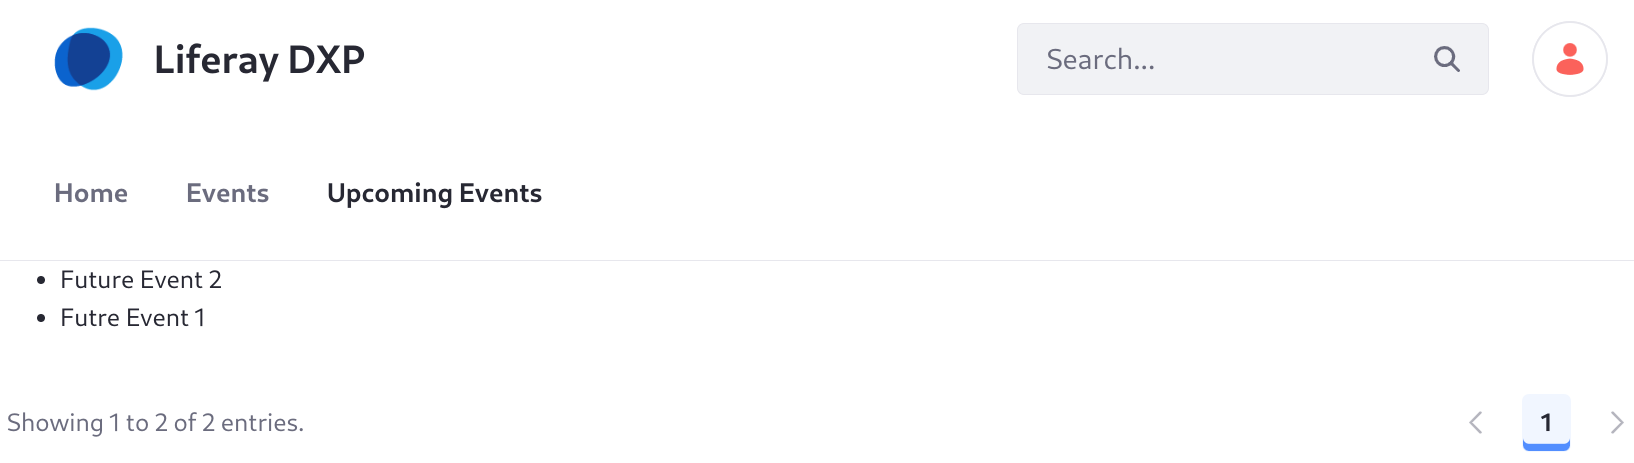 Liferay DXP
Search...
Home Events Upcoming Events
Future Event 2
Futre Event 1
Showing 1 to 2 of 2 entries.
1